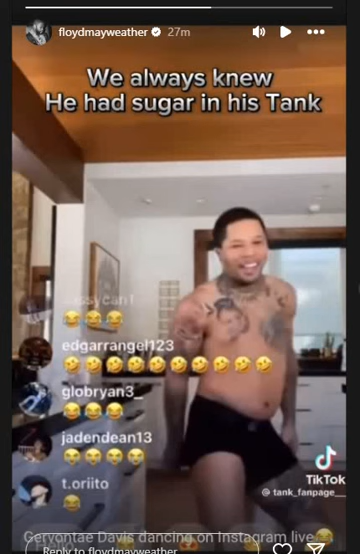 floydmayweather 27m
We always knew
He had sugar in his Tank
edgarrangel123
globryan3_
jadendean13
t.oriito
TikTok
@ tank_fanpage__
Gervontae Davis dancing on Instagram live
Reply to floydmayweather